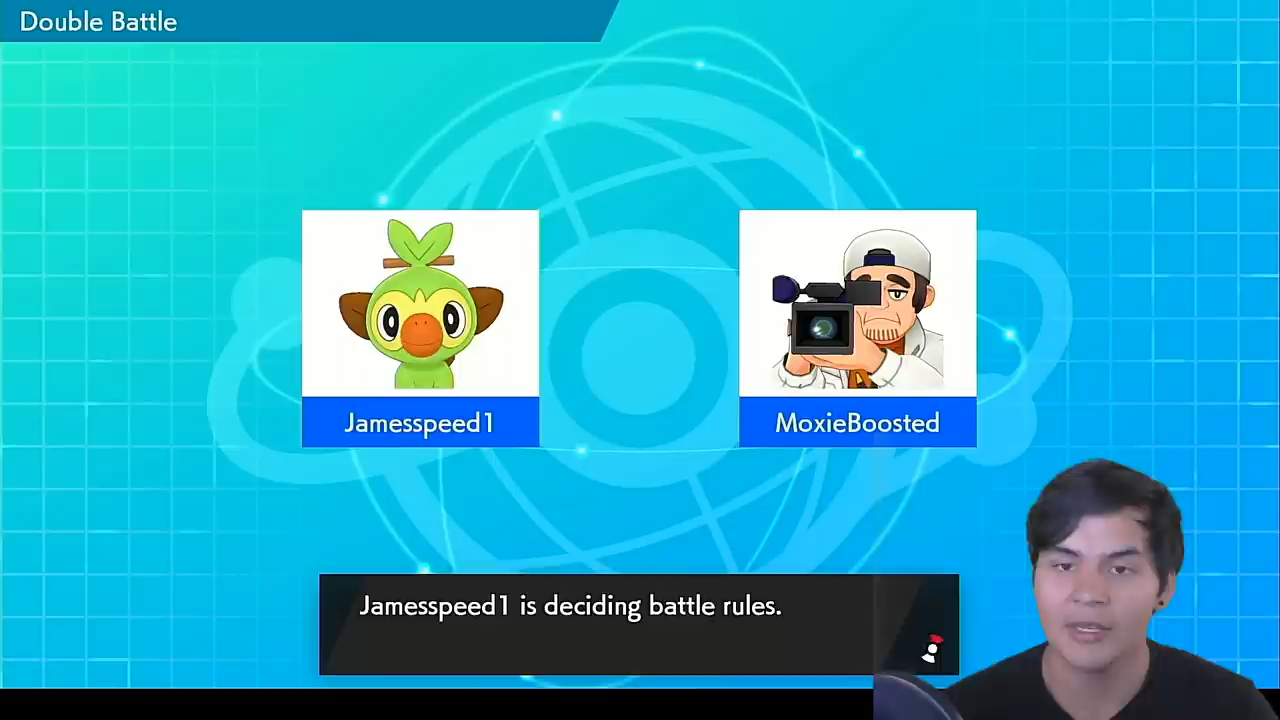 Double Battle
Jamesspeed1
MoxieBoosted
Jamesspeed1 is deciding battle rules.